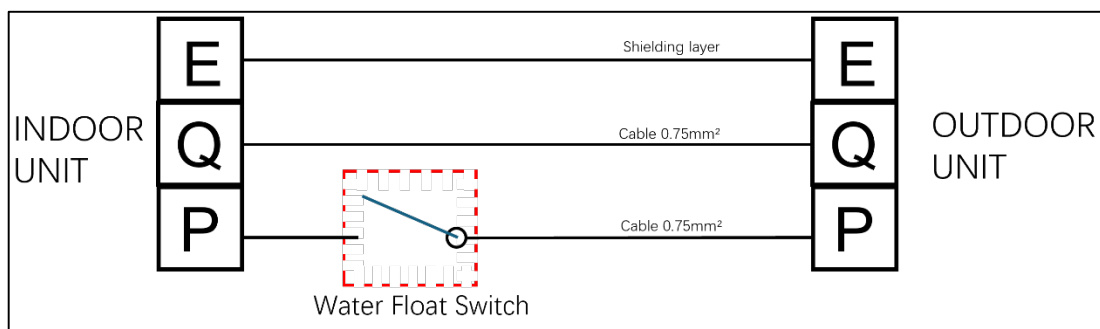 E
Shielding layer
E
INDOOR
UNIT
Q
Cable 0.75mm²
Q
OUTDOOR
UNIT
P
Cable 0.75mm²
P
Water Float Switch